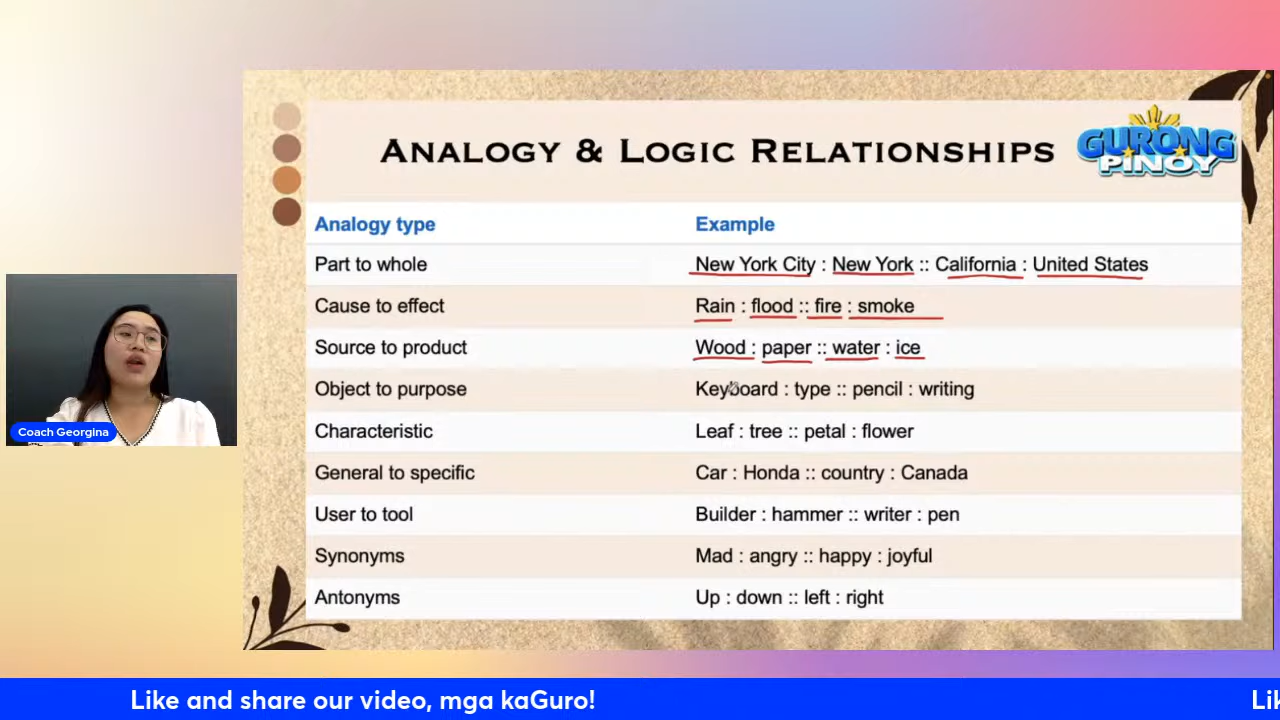 ANALOGY & LOGIC RELATIONSHIPS
GURONG
PINOY
Analogy type Example
Part to whole New York City : New York :: California : United States
Cause to effect Rain : flood :: fire : smoke
Source to product Wood : paper :: water : ice
Object to purpose Keyboard : type :: pencil : writing
Characteristic Leaf : tree :: petal : flower
General to specific Car : Honda :: country : Canada
User to tool Builder : hammer :: writer : pen
Synonyms Mad : angry :: happy : joyful
Antonyms Up : down :: left : right
Coach Georgina
Like and share our video, mga kaGuro! Lik